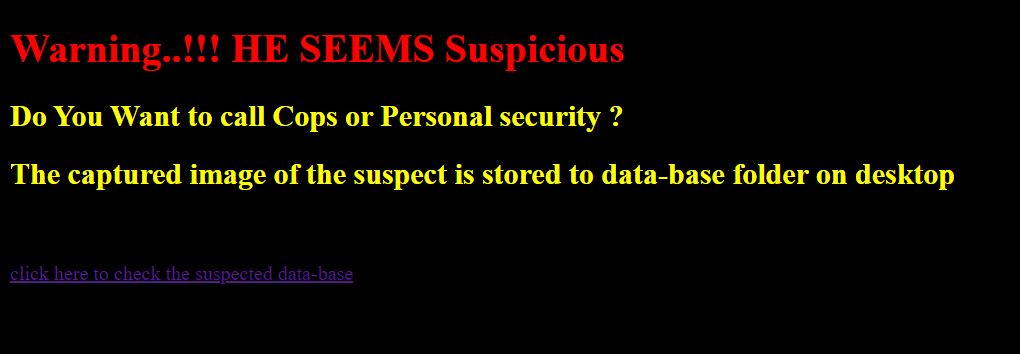 Warning..!!! HE SEEMS Suspicious
Do You Want to call Cops or Personal security ?
The captured image of the suspect is stored to data-base folder on desktop
click here to check the suspected data-base